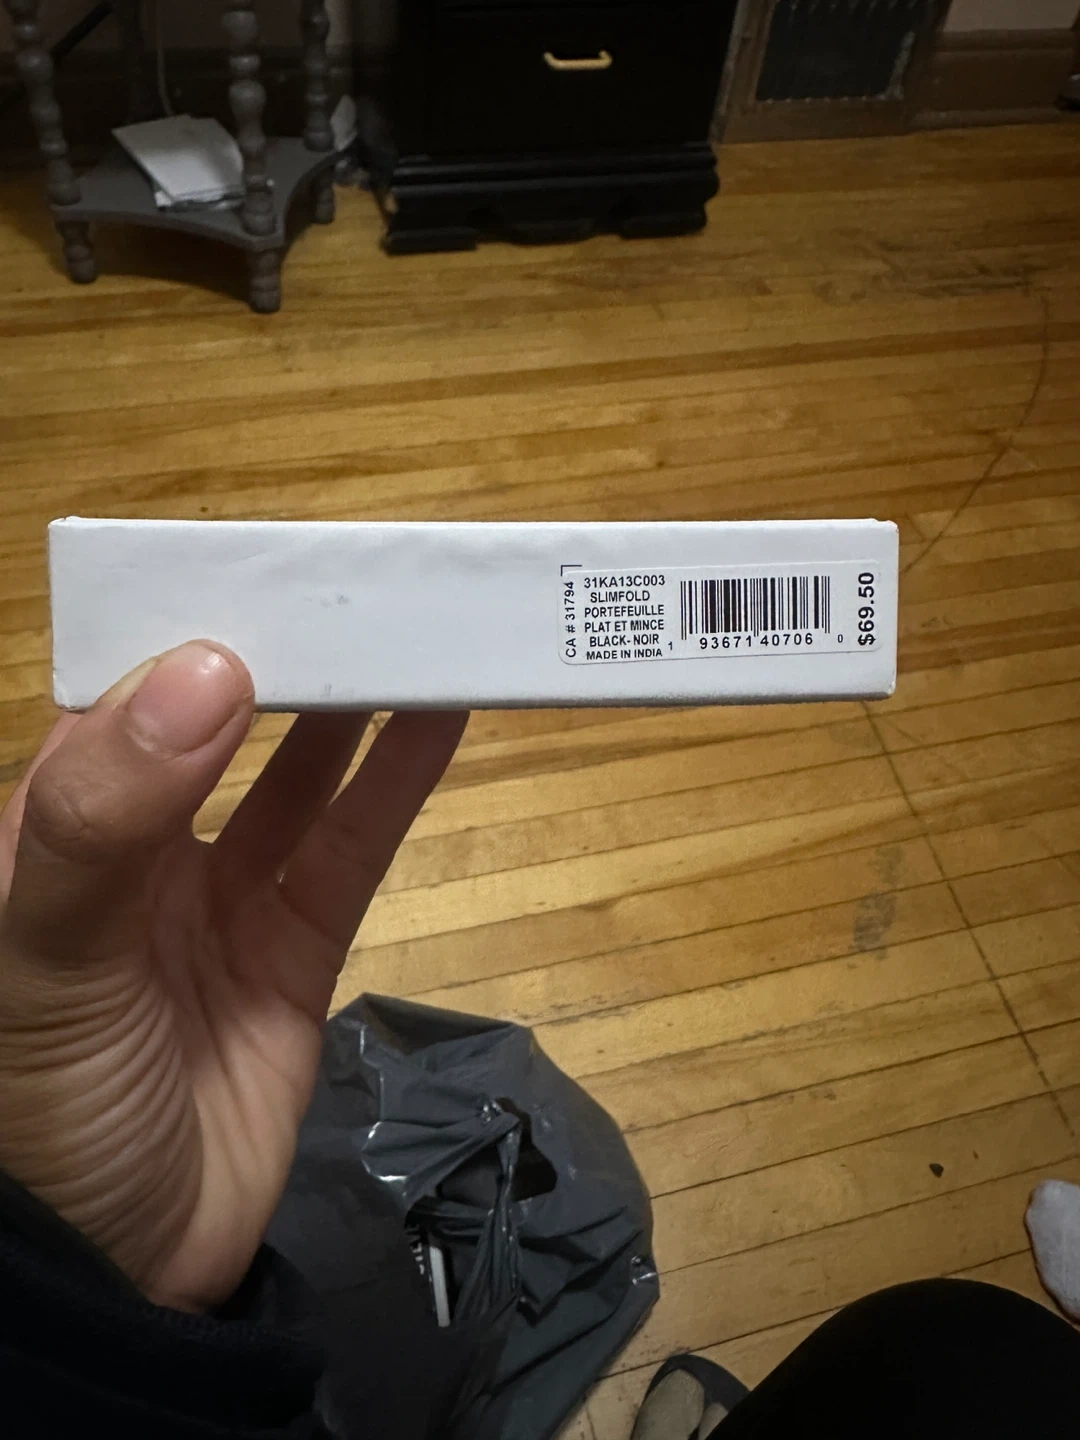 CA # 31794
31KA13C003
SLIMFOLD
PORTEFEUILLE
PLAT ET MINCE
BLACK- NOIR
MADE IN INDIA
1 93671 40706 0
$69.50